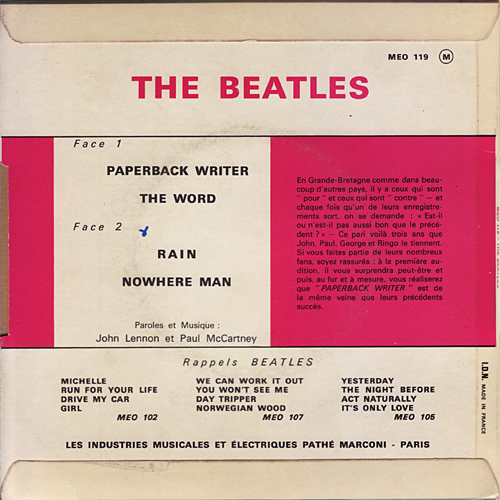 MEO 119 M
THE BEATLES
Face 1
PAPERBACK WRITER
THE WORD
Face 2
RAIN
NOWHERE MAN
Paroles et Musique :
John Lennon et Paul McCartney
En Grande-Bretagne comme dans beau-
coup d'autres pays, il y a ceux qui sont
"pour" et ceux qui sont "contre" — et
chaque fois qu'un de leurs enregistre-
ments sort, on se demande : « Est-il
ou n'est-il pas aussi bon que le précé-
dent ? » — Ce pari voilà trois ans que
John, Paul, George et Ringo le tiennent.
Si vous faites partie de leurs nombreux
fans, soyez rassurés : à la première au-
dition, il vous surprendra peut-être et
puis, au fur et à mesure, vous réaliserez
que "PAPERBACK WRITER" est de
la même veine que leurs précédents
succès.
Rappels BEATLES
MICHELLE
RUN FOR YOUR LIFE
DRIVE MY CAR
GIRL
MEO 102
WE CAN WORK IT OUT
YOU WON'T SEE ME
DAY TRIPPER
NORWEGIAN WOOD
MEO 107
YESTERDAY
THE NIGHT BEFORE
ACT NATURALLY
IT'S ONLY LOVE
MEO 105
LES INDUSTRIES MUSICALES ET ÉLECTRIQUES PATHÉ MARCONI - PARIS
I.D.N. MADE IN FRANCE